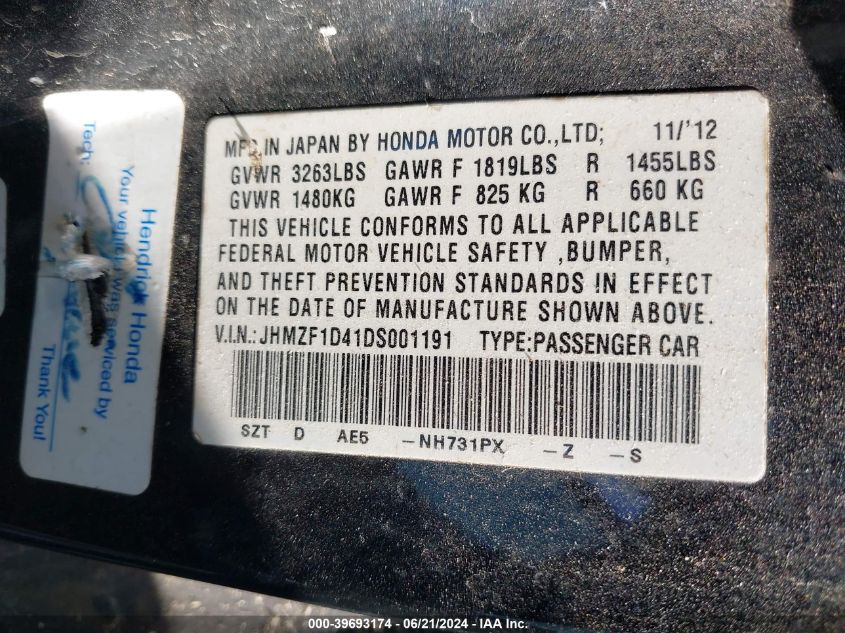 Hendrick Honda
Your vehicle was serviced by
Tech:
Thank You!
MFD IN JAPAN BY HONDA MOTOR CO.,LTD; 11/'12
GVWR 3263LBS GAWR F 1819LBS R 1455LBS
GVWR 1480KG GAWR F 825 KG R 660 KG
THIS VEHICLE CONFORMS TO ALL APPLICABLE
FEDERAL MOTOR VEHICLE SAFETY ,BUMPER,
AND THEFT PREVENTION STANDARDS IN EFFECT
ON THE DATE OF MANUFACTURE SHOWN ABOVE.
V.I.N.:JHMZF1D41DS001191 TYPE:PASSENGER CAR
SZT D AE5 -NH731PX -Z -S
000-39693174 - 06/21/2024 - IAA Inc.